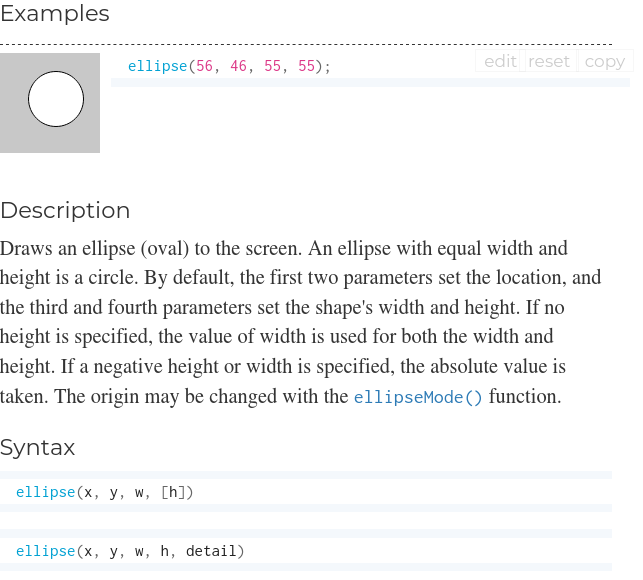 Examples
ellipse(56, 46, 55, 55);
edit reset copy
Description
Draws an ellipse (oval) to the screen. An ellipse with equal width and
height is a circle. By default, the first two parameters set the location, and
the third and fourth parameters set the shape's width and height. If no
height is specified, the value of width is used for both the width and
height. If a negative height or width is specified, the absolute value is
taken. The origin may be changed with the ellipseMode() function.
Syntax
ellipse(x, y, w, [h])
ellipse(x, y, w, h, detail)